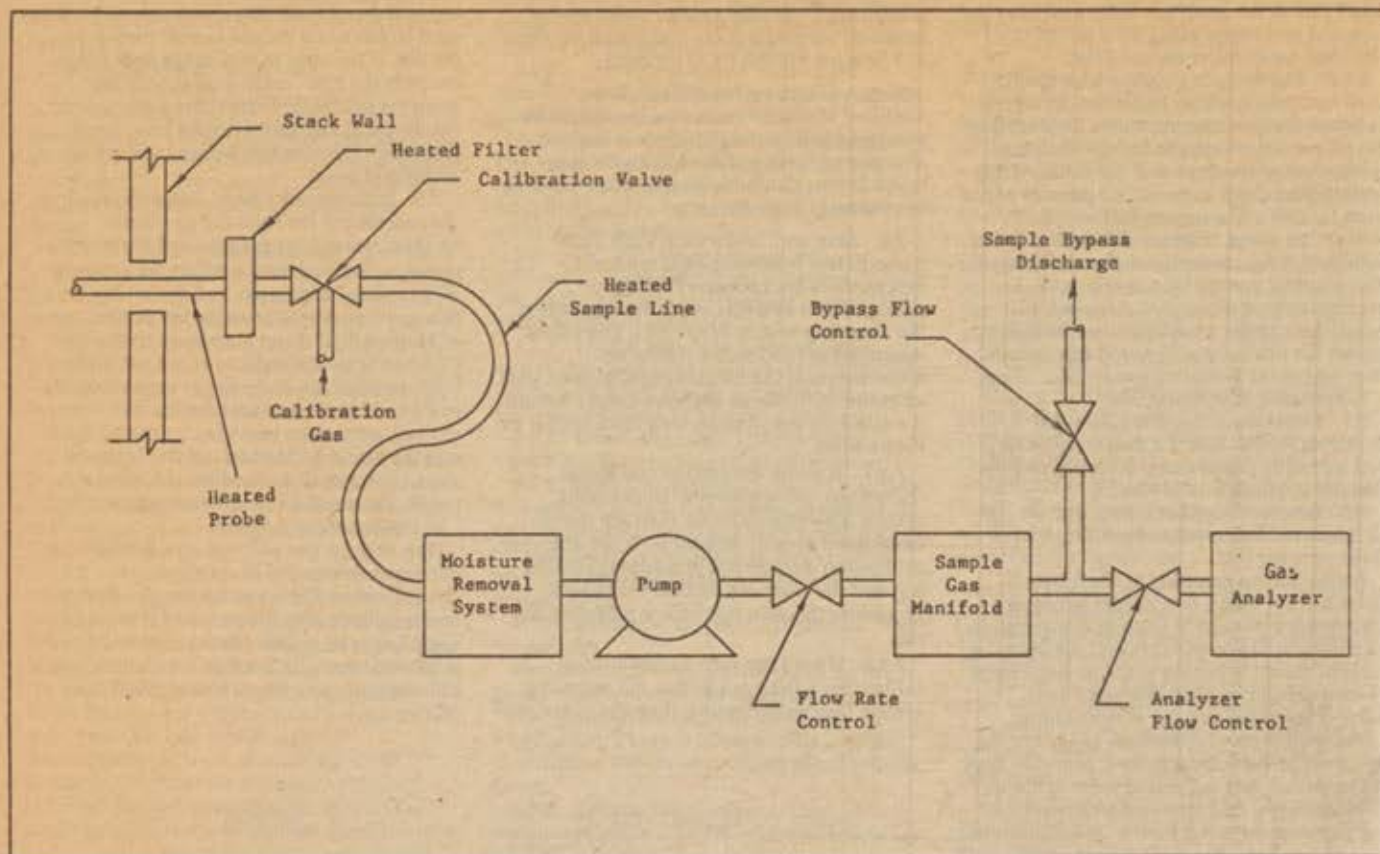 Stack Wall
Heated Filter
Calibration Valve
Heated
Sample Line
Sample Bypass
Discharge
Bypass Flow
Control
Calibration
Gas
Heated
Probe
Moisture
Removal
System
Pump
Sample
Gas
Manifold
Gas
Analyzer
Flow Rate
Control
Analyzer
Flow Control